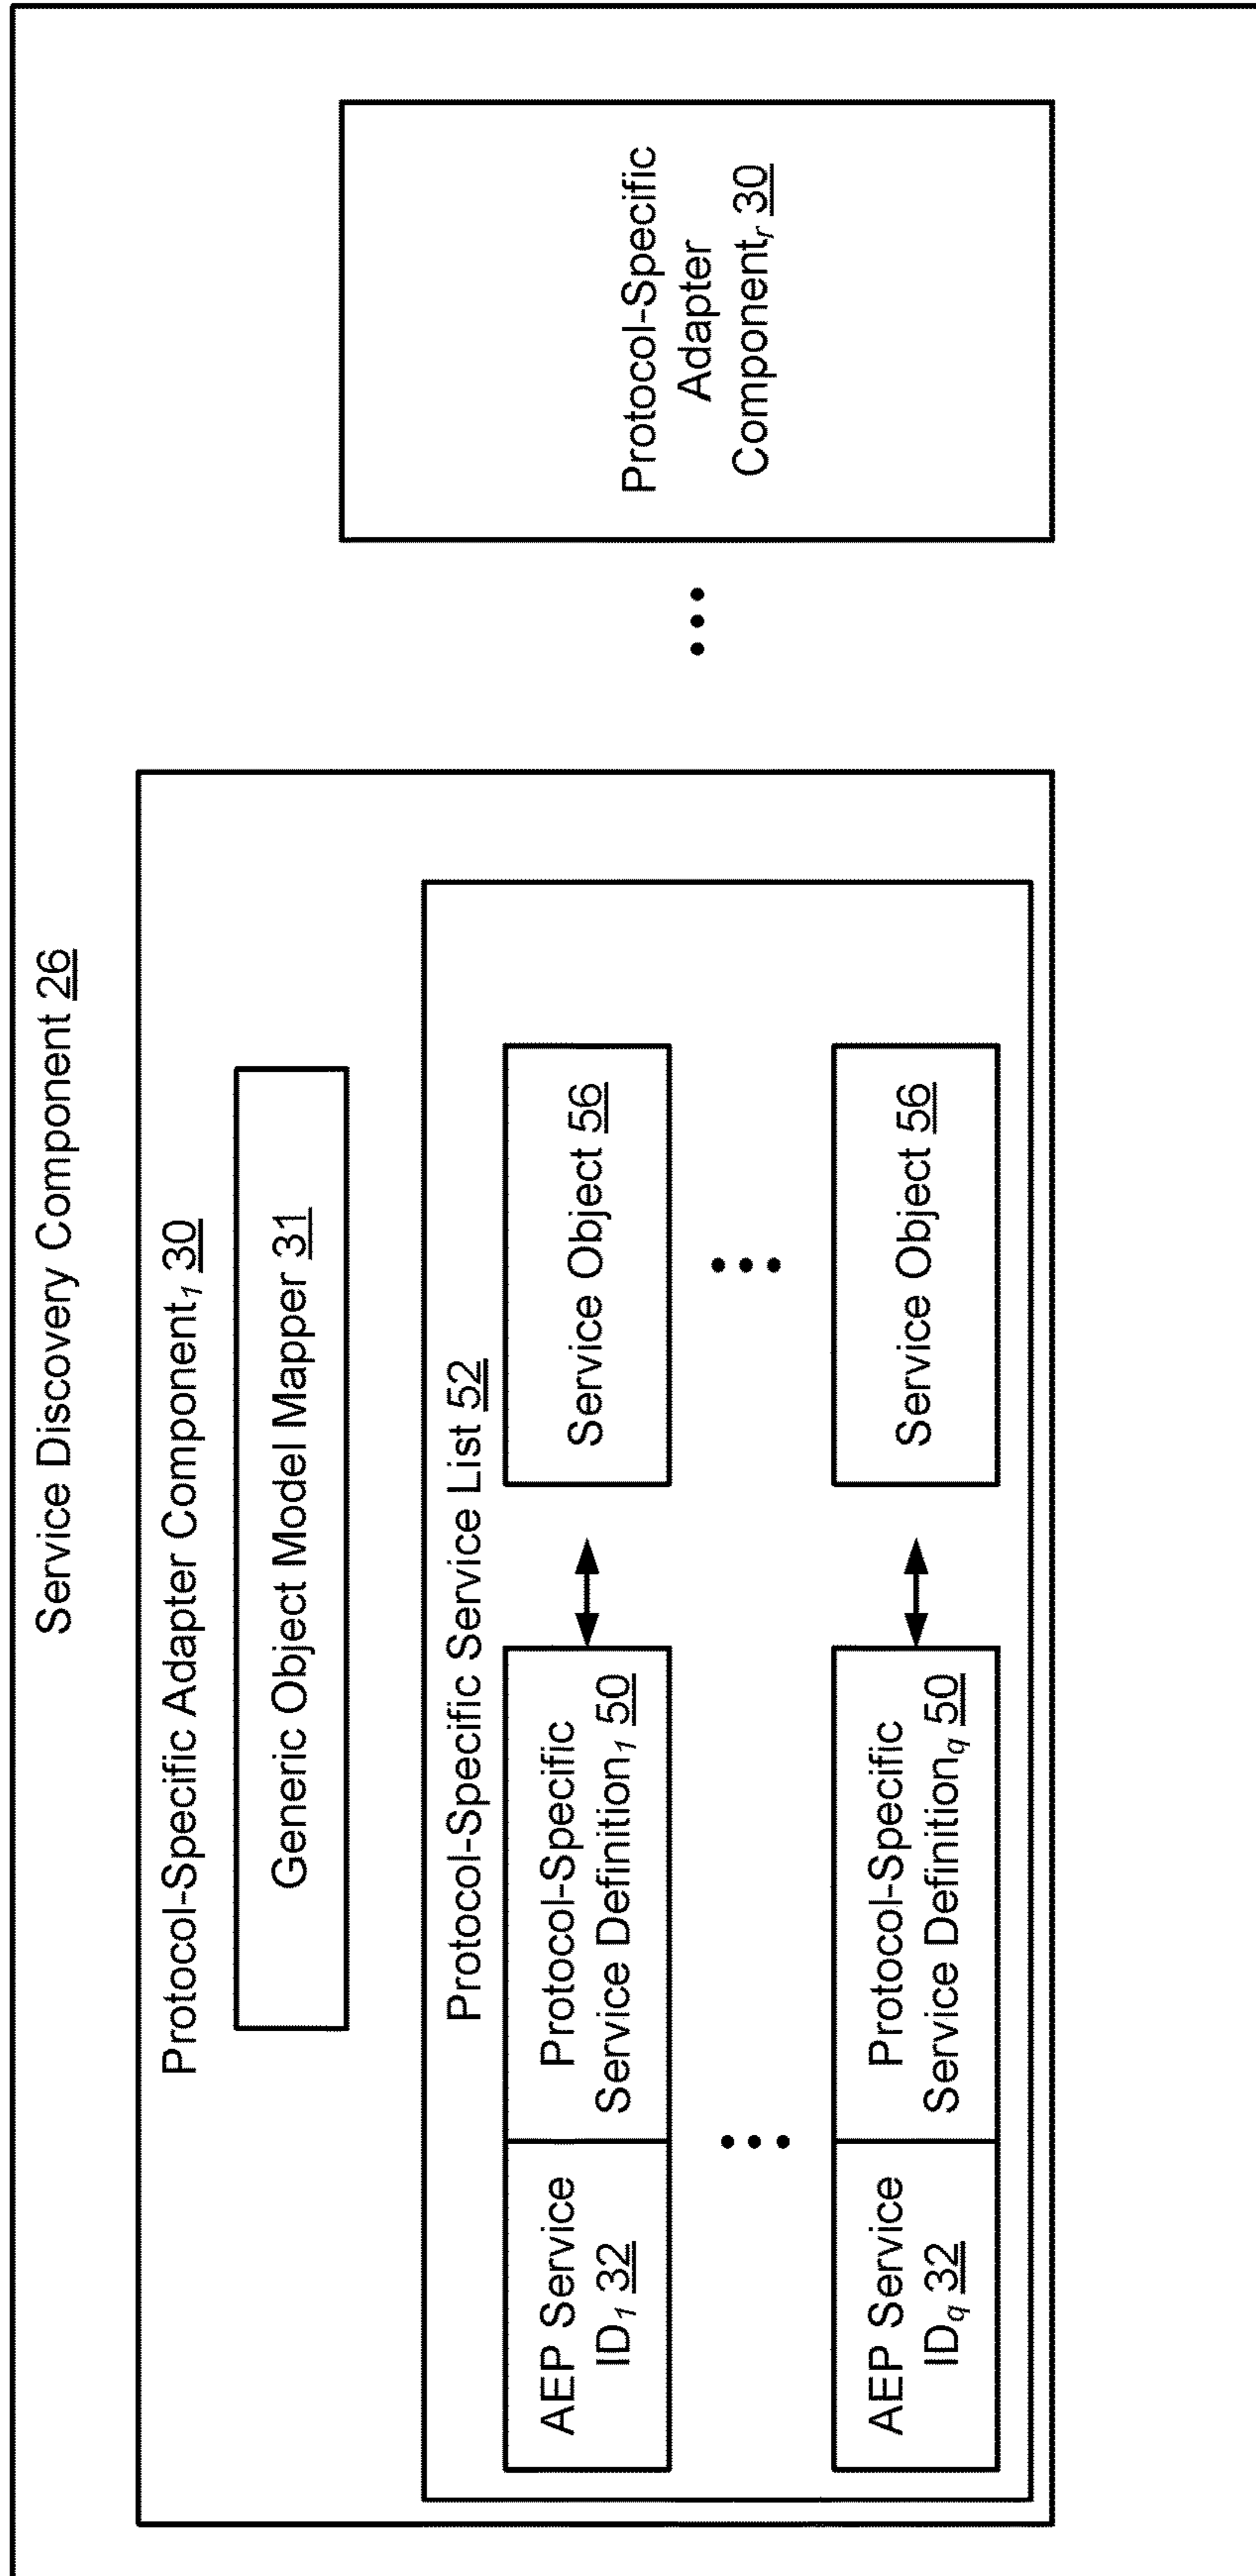 Service Discovery Component 26
Protocol-Specific Adapter Component1 30
Generic Object Model Mapper 31
Protocol-Specific Service List 52
AEP Service
ID1 32
Protocol-Specific
Service Definition1 50
Service Object 56
AEP Service
IDq 32
Protocol-Specific
Service Definitionq 50
Service Object 56
Protocol-Specific
Adapter
Componentr 30